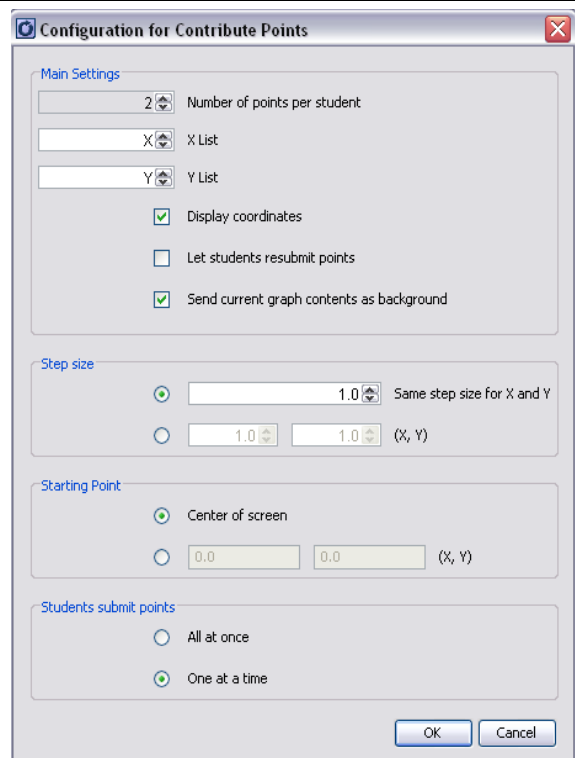 Configuration for Contribute Points
Main Settings
2 Number of points per student
X X List
Y Y List
Display coordinates
Let students resubmit points
Send current graph contents as background
Step size
1.0 Same step size for X and Y
1.0 1.0 (X, Y)
Starting Point
Center of screen
0.0 0.0 (X, Y)
Students submit points
All at once
One at a time
OK Cancel